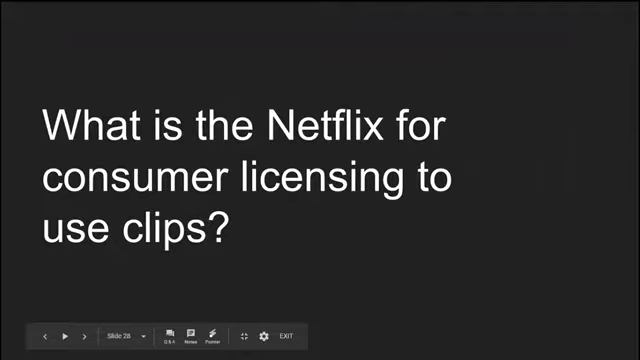 What is the Netflix for
consumer licensing to
use clips?
Slide 28
Q & A
Notes
Pointer
EXIT